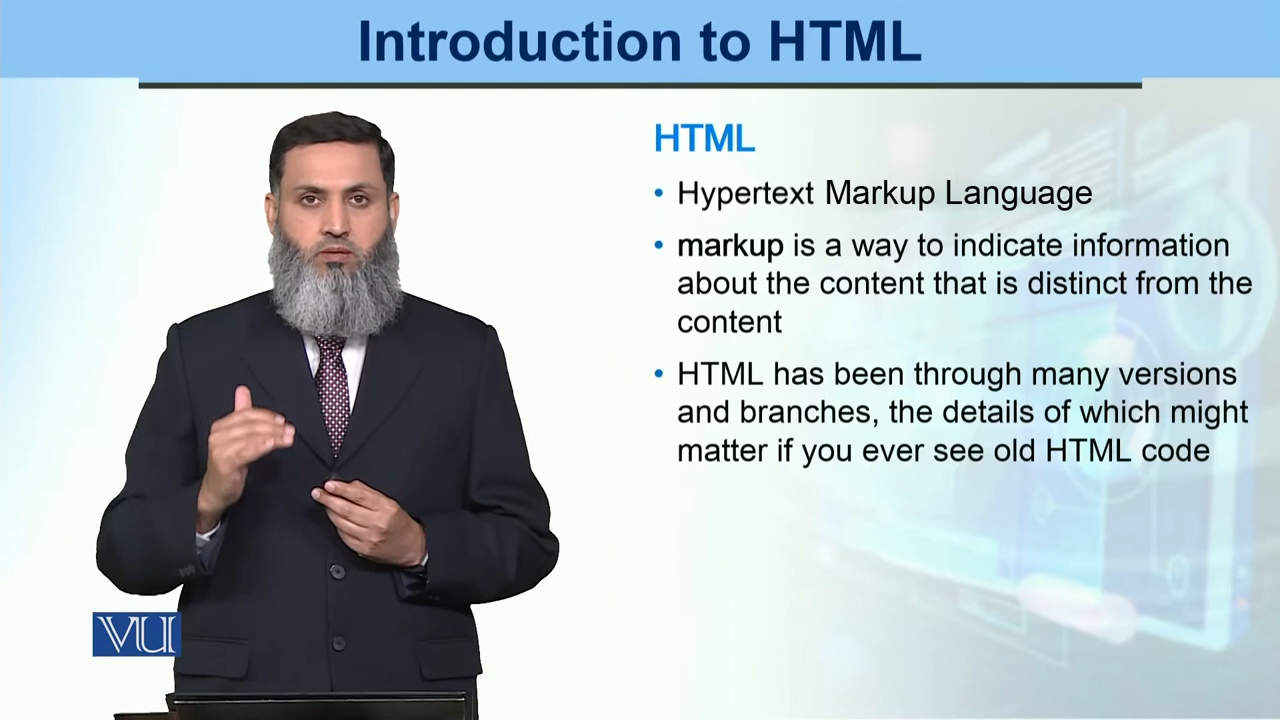 Introduction to HTML
HTML
• Hypertext Markup Language
• markup is a way to indicate information
about the content that is distinct from the
content
• HTML has been through many versions
and branches, the details of which might
matter if you ever see old HTML code
VU